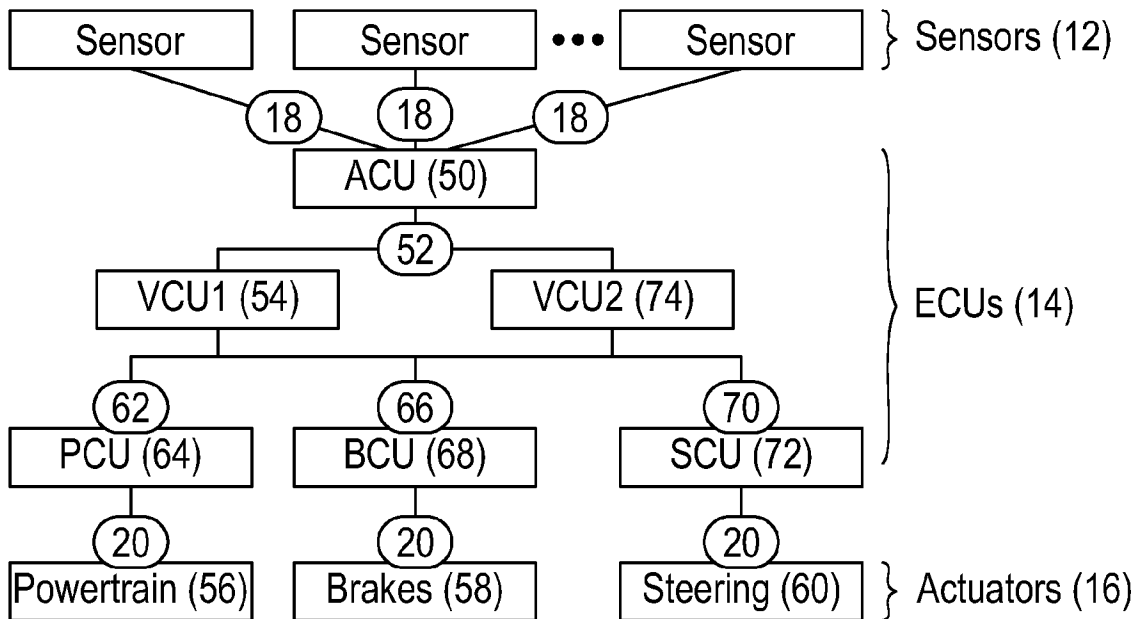 Sensor Sensor ••• Sensor Sensors (12)
18 18 18
ACU (50)
52
VCU1 (54) VCU2 (74) ECUs (14)
62 66 70
PCU (64) BCU (68) SCU (72)
20 20 20
Powertrain (56) Brakes (58) Steering (60) Actuators (16)